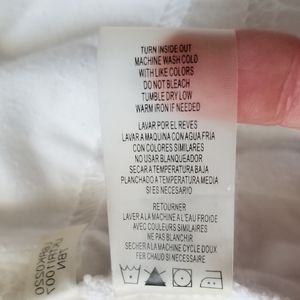 TURN INSIDE OUT
MACHINE WASH COLD
WITH LIKE COLORS
DO NOT BLEACH
TUMBLE DRY LOW
WARM IRON IF NEEDED
LAVAR POR EL REVES
LAVAR A MAQUINA CON AGUA FRIA
CON COLORES SIMILARES
NO USAR BLANQUEADOR
SECAR A TEMPERATURA BAJA
PLANCHADO A TEMPERATURA MEDIA
SI ES NECESARIO
RETOURNER
LAVER A LA MACHINE A L'EAU FROIDE
AVEC COULEURS SIMILAIRES
NE PAS BLANCHIR
SECHER A LA MACHINE CYCLE DOUX
FER CHAUD SI NECESSAIRE